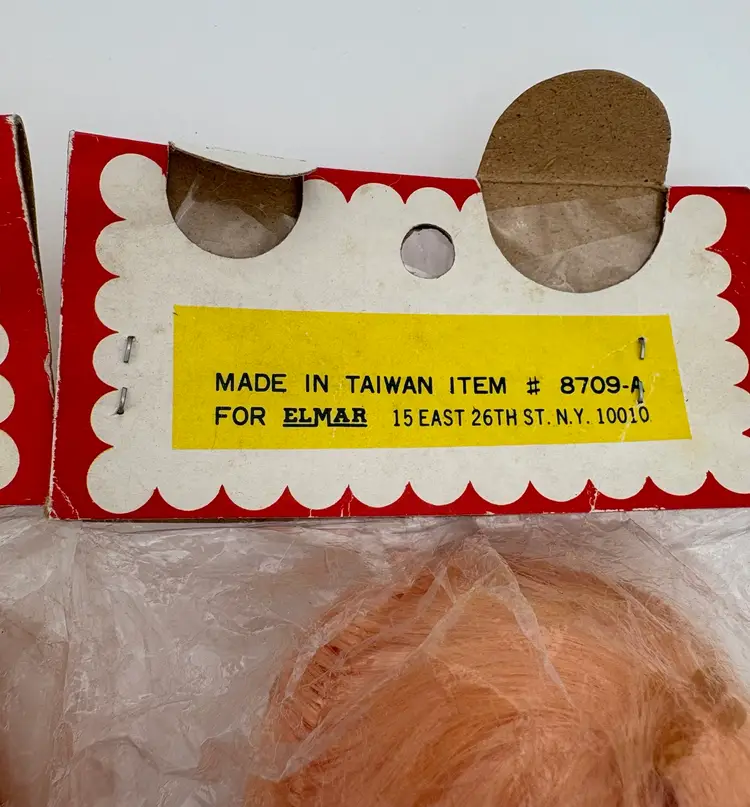 MADE IN TAIWAN ITEM # 8709-A
FOR ELMAR 15 EAST 26TH ST. N.Y. 10010